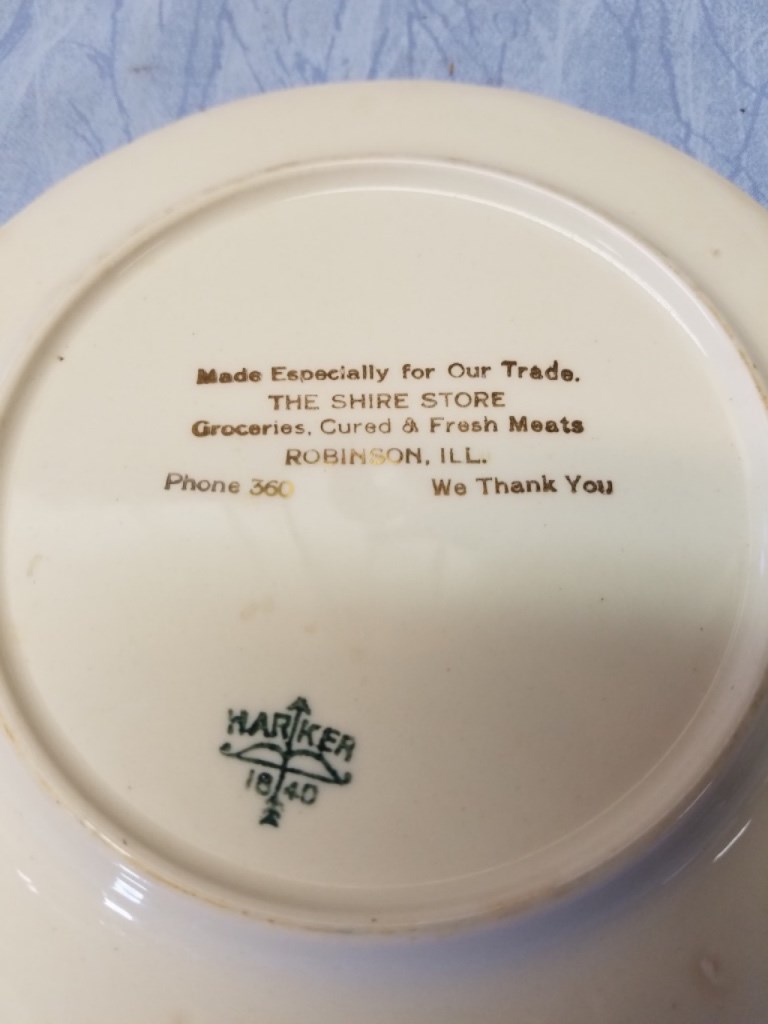 Made Especially for Our Trade.
THE SHIRE STORE
Groceries, Cured & Fresh Meats
ROBINSON, ILL.
Phone 360 We Thank You
HARKER
1840